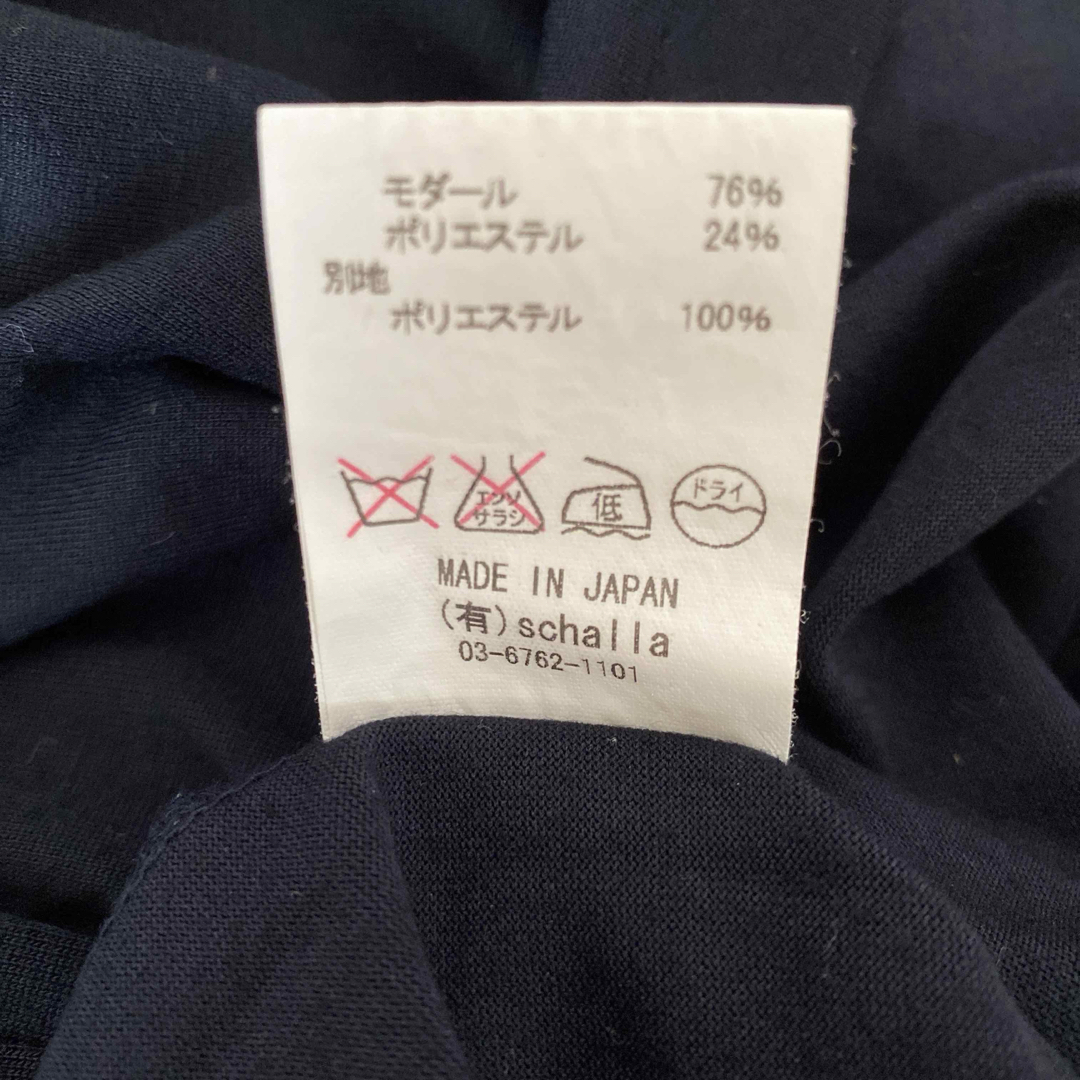 モダール 76%
ポリエステル 24%
別地
ポリエステル 100%
エンソ
サラシ
低
ドライ
MADE IN JAPAN
(有)schalla
03-6762-1101